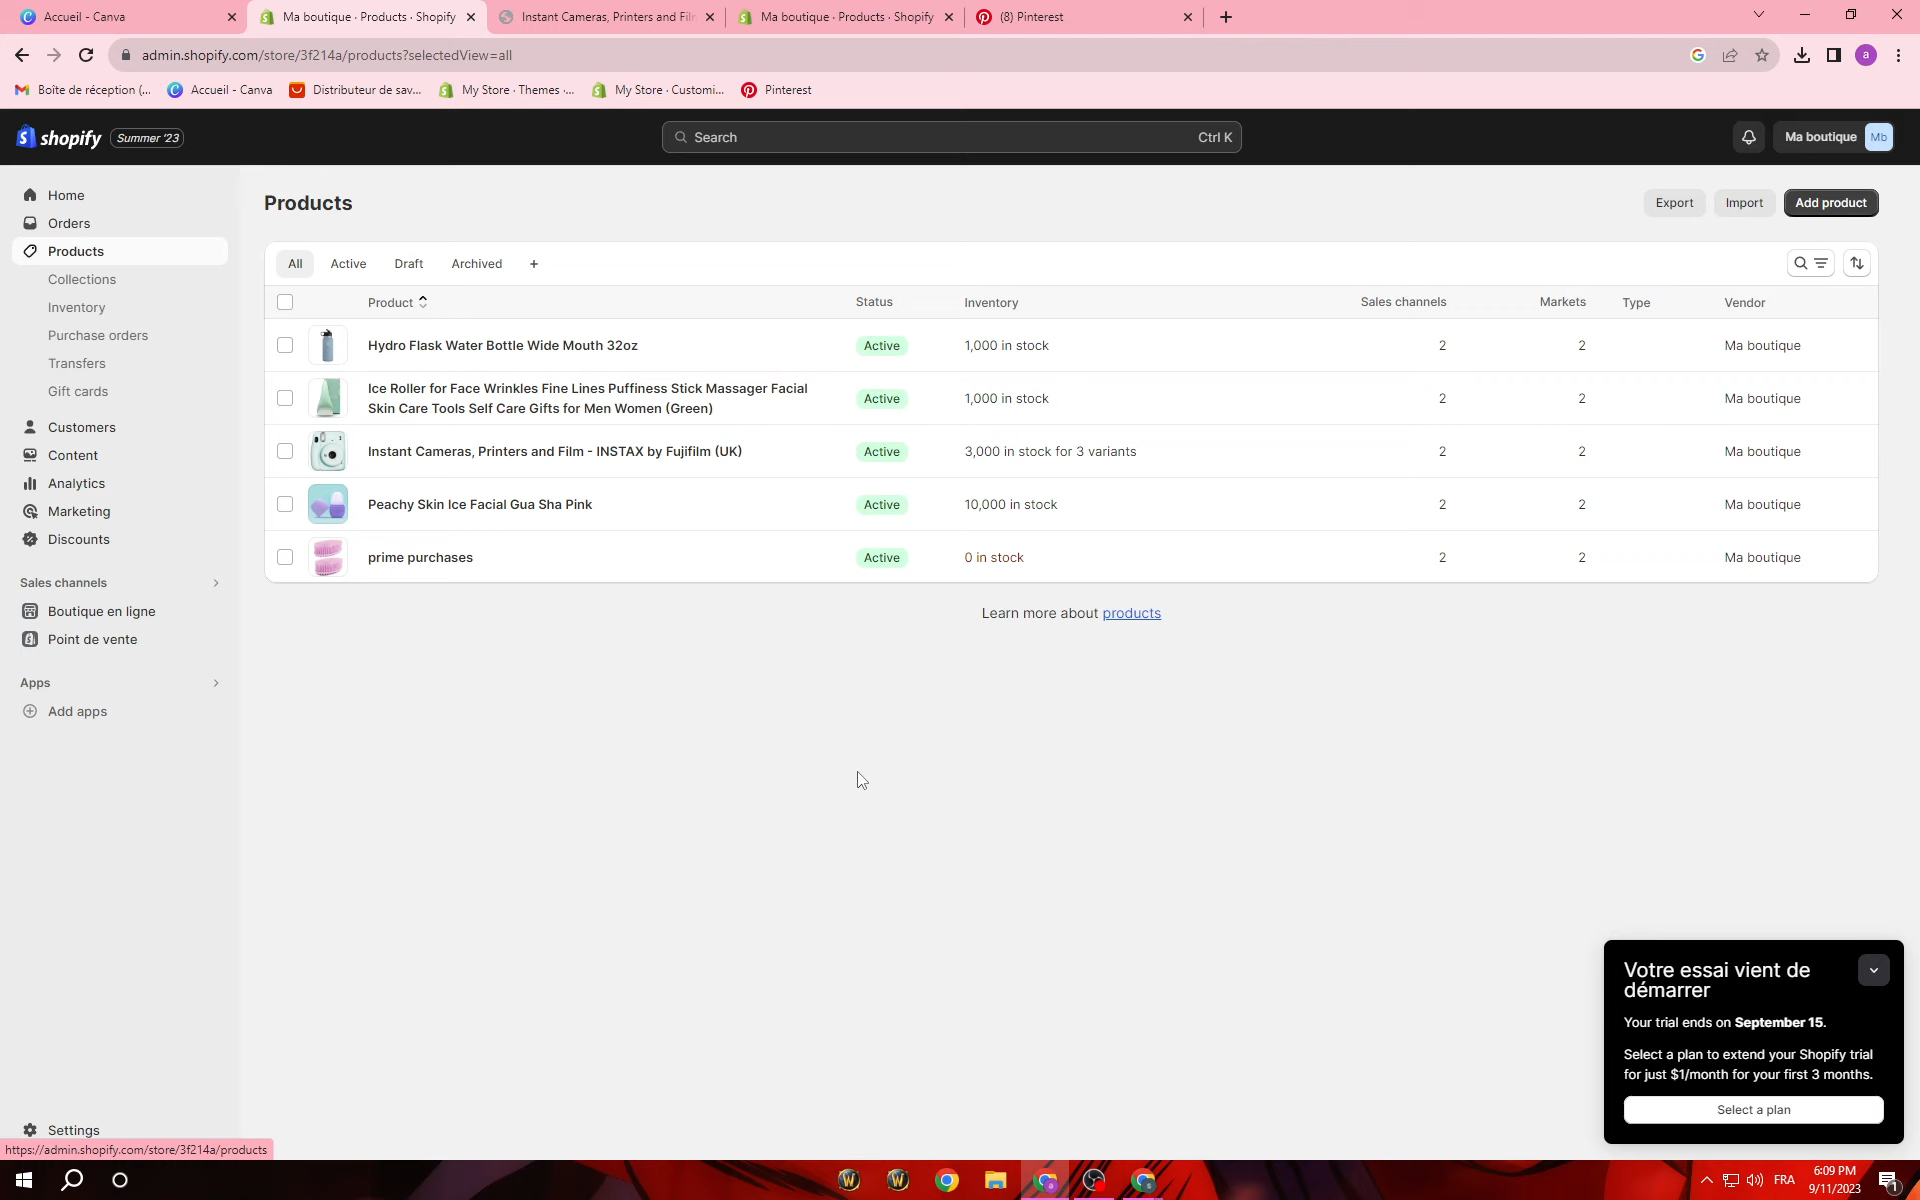 Accueil - Canva
Ma boutique · Products · Shopify
Instant Cameras, Printers and Film
Ma boutique · Products · Shopify
(8) Pinterest
admin.shopify.com/store/3f214a/products?selectedView=all
a
Boîte de réception (...
Accueil - Canva
Distributeur de sav...
My Store · Themes ·...
My Store · Customi...
Pinterest
shopify
Summer '23
Search
Ctrl K
Ma boutique
Mb
Home
Orders
Products
Collections
Inventory
Purchase orders
Transfers
Gift cards
Customers
Content
Analytics
Marketing
Discounts
Sales channels
Boutique en ligne
Point de vente
Apps
Add apps
Settings
Products
Export
Import
Add product
All
Active
Draft
Archived
+
Product
Status
Inventory
Sales channels
Markets
Type
Vendor
Hydro Flask Water Bottle Wide Mouth 32oz
Active
1,000 in stock
2
2
Ma boutique
Ice Roller for Face Wrinkles Fine Lines Puffiness Stick Massager Facial
Skin Care Tools Self Care Gifts for Men Women (Green)
Active
1,000 in stock
2
2
Ma boutique
Instant Cameras, Printers and Film - INSTAX by Fujifilm (UK)
Active
3,000 in stock for 3 variants
2
2
Ma boutique
Peachy Skin Ice Facial Gua Sha Pink
Active
10,000 in stock
2
2
Ma boutique
prime purchases
Active
0 in stock
2
2
Ma boutique
Learn more about products
Votre essai vient de
démarrer
Your trial ends on September 15.
Select a plan to extend your Shopify trial
for just $1/month for your first 3 months.
Select a plan
https://admin.shopify.com/store/3f214a/products
FRA
6:09 PM
9/11/2023
1